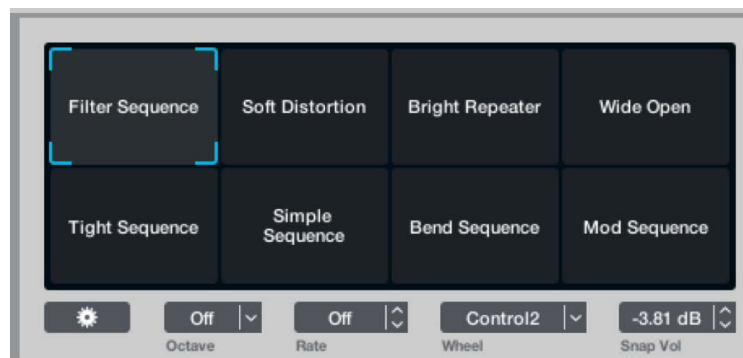 Filter Sequence
Soft Distortion
Bright Repeater
Wide Open
Tight Sequence
Simple
Sequence
Bend Sequence
Mod Sequence
Off
Off
Control2
-3.81 dB
Octave
Rate
Wheel
Snap Vol